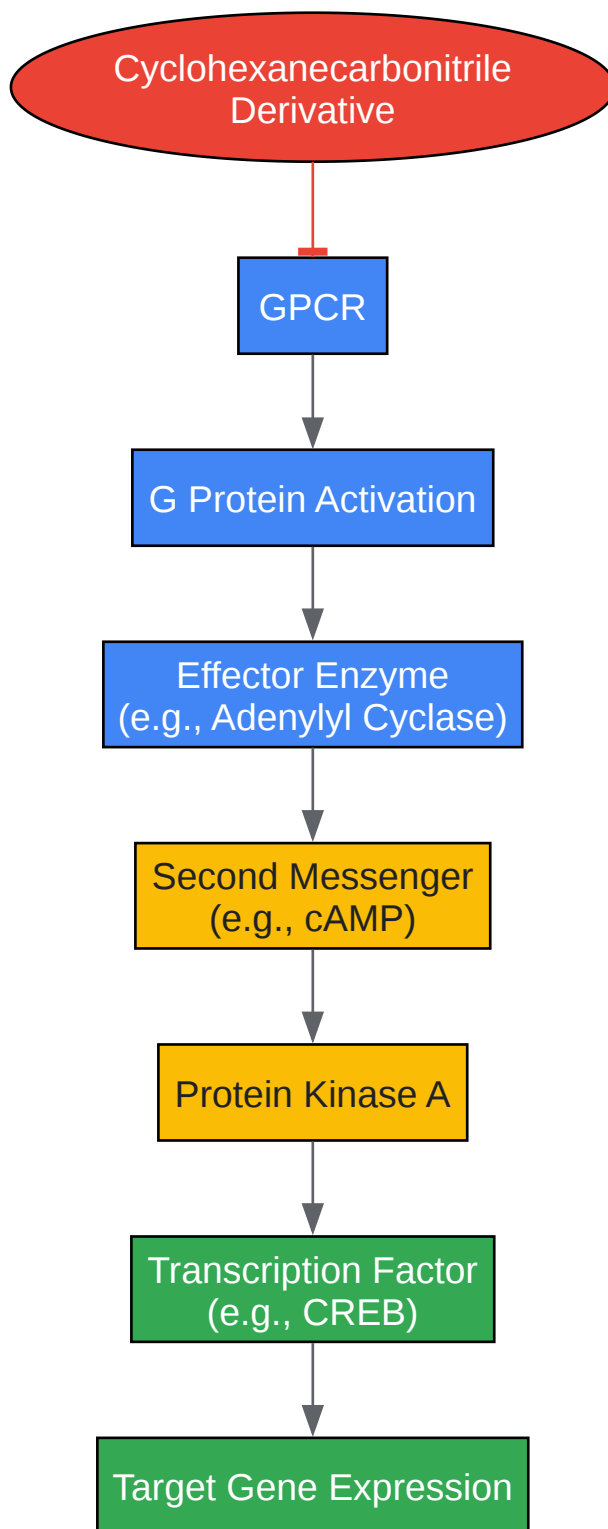 Cyclohexanecarbonitrile
Derivative
GPCR
G Protein Activation
Effector Enzyme
(e.g., Adenylyl Cyclase)
Second Messenger
(e.g., cAMP)
Protein Kinase A
Transcription Factor
(e.g., CREB)
Target Gene Expression